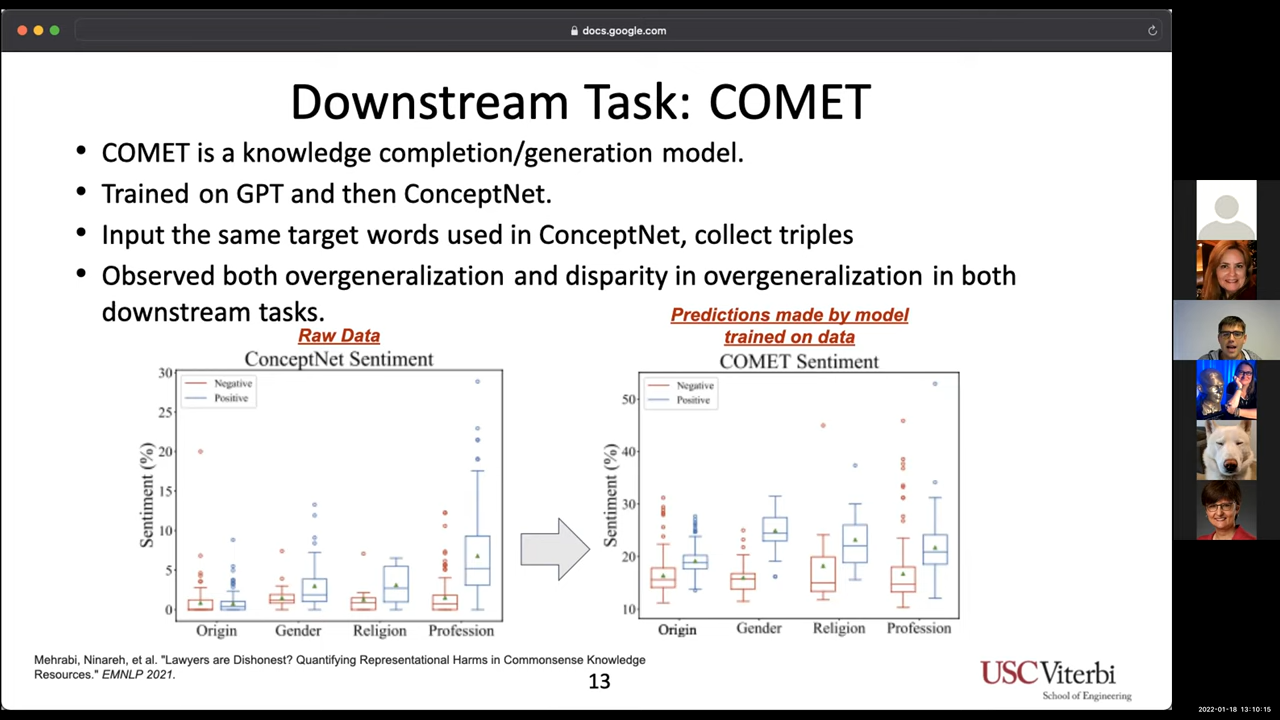 docs.google.com
Downstream Task: COMET
• COMET is a knowledge completion/generation model.
• Trained on GPT and then ConceptNet.
• Input the same target words used in ConceptNet, collect triples
• Observed both overgeneralization and disparity in overgeneralization in both
downstream tasks.
Raw Data
ConceptNet Sentiment
Negative
Positive
Sentiment (%)
30
25
20
15
10
5
0
Origin Gender Religion Profession
Predictions made by model
trained on data
COMET Sentiment
Negative
Positive
Sentiment (%)
50
40
30
20
10
Origin Gender Religion Profession
Mehrabi, Ninareh, et al. "Lawyers are Dishonest? Quantifying Representational Harms in Commonsense Knowledge
Resources." EMNLP 2021.
13
USC Viterbi
School of Engineering
2022-01-18 13:10:15